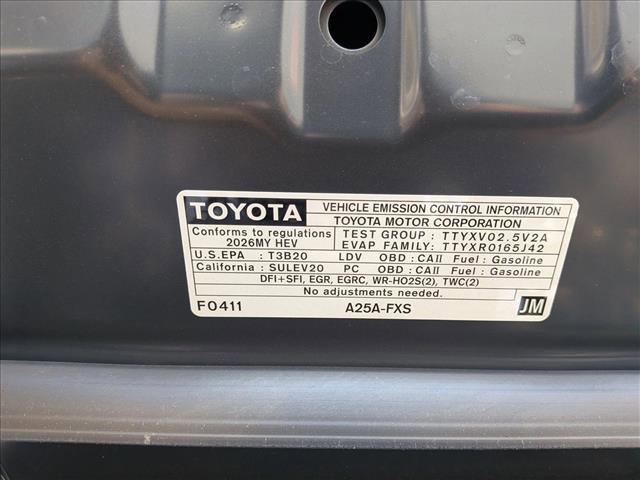 TOYOTA
VEHICLE EMISSION CONTROL INFORMATION
TOYOTA MOTOR CORPORATION
Conforms to regulations
2026MY HEV
TEST GROUP : TTYXV02.5V2A
EVAP FAMILY: TTYXR0165J42
U.S.EPA : T3B20 LDV OBD : CAII Fuel : Gasoline
California : SULEV20 PC OBD : CAII Fuel : Gasoline
DFI+SFI, EGR, EGRC, WR-HO2S(2), TWC(2)
No adjustments needed.
F0411 A25A-FXS JM